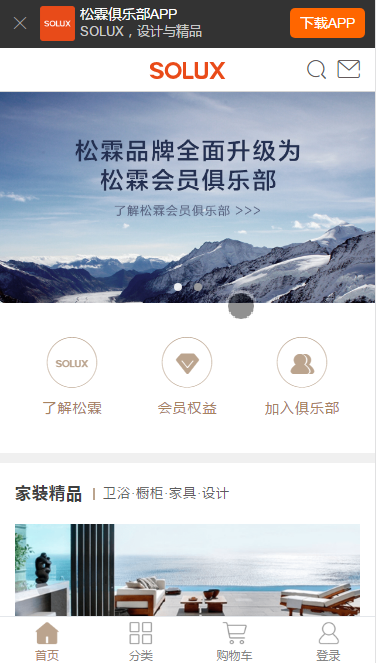 SOLUX
松霖俱乐部APP
SOLUX，设计与精品
下载APP
SOLUX
松霖品牌全面升级为
松霖会员俱乐部
了解松霖会员俱乐部 >>>
SOLUX
了解松霖
会员权益
加入俱乐部
家装精品 | 卫浴·橱柜·家具·设计
首页
分类
购物车
登录